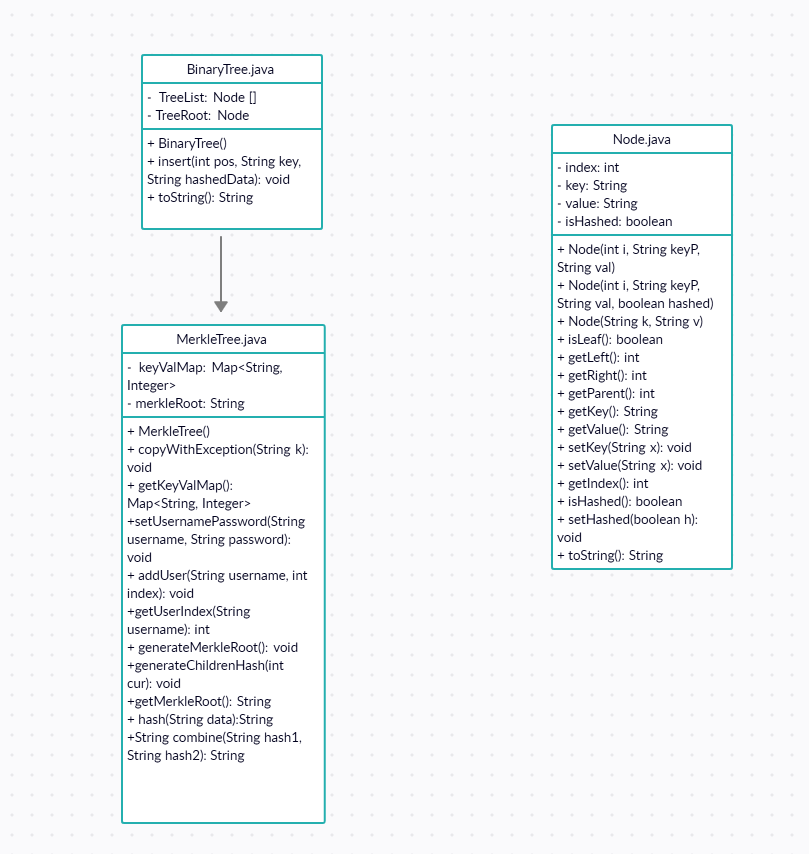 BinaryTree.java
- TreeList: Node []
- TreeRoot: Node
+ BinaryTree()
+ insert(int pos, String key,
String hashedData): void
+ toString(): String
MerkleTree.java
- keyValMap: Map<String,
Integer>
- merkleRoot: String
+ MerkleTree()
+ copyWithException(String k):
void
+ getKeyValMap():
Map<String, Integer>
+setUsernamePassword(String
username, String password):
void
+ addUser(String username, int
index): void
+getUserIndex(String
username): int
+ generateMerkleRoot(): void
+generateChildrenHash(int
cur): void
+getMerkleRoot(): String
+ hash(String data):String
+String combine(String hash1,
String hash2): String
Node.java
- index: int
- key: String
- value: String
- isHashed: boolean
+ Node(int i, String keyP,
String val)
+ Node(int i, String keyP,
String val, boolean hashed)
+ Node(String k, String v)
+ isLeaf(): boolean
+ getLeft(): int
+ getRight(): int
+ getParent(): int
+ getKey(): String
+ getValue(): String
+ setKey(String x): void
+ setValue(String x): void
+ getIndex(): int
+ isHashed(): boolean
+ setHashed(boolean h):
void
+ toString(): String